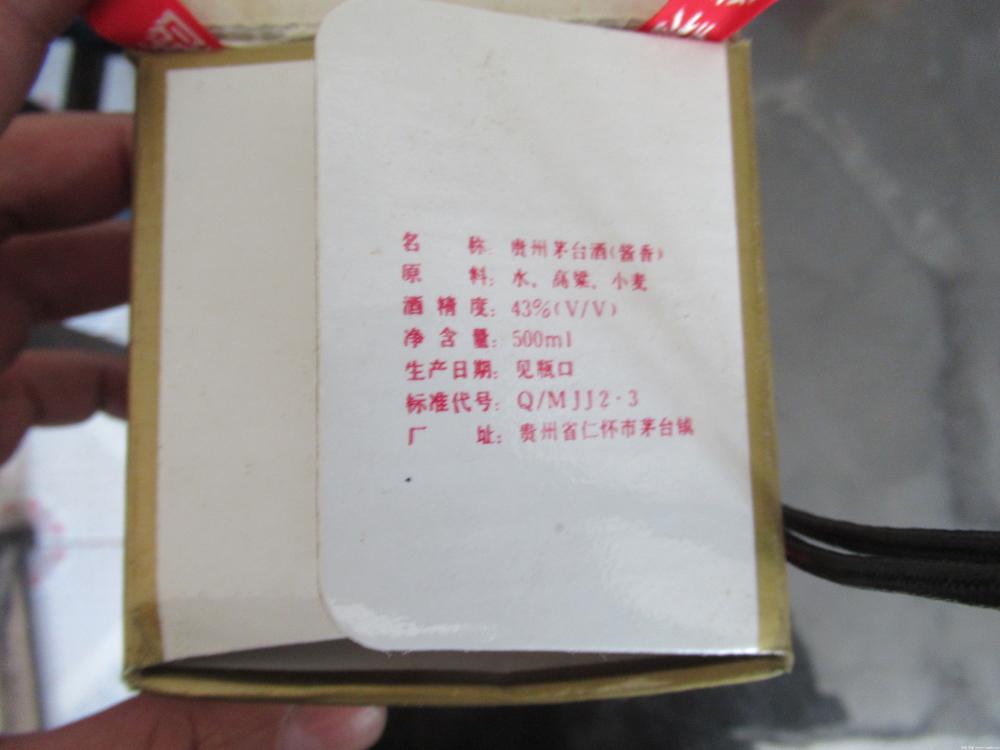 名 称: 贵州茅台酒(酱香)
原 料: 水、高粱、小麦
酒精度: 43%(V/V)
净含量: 500ml
生产日期: 见瓶口
标准代号: Q/MJJ2·3
厂 址: 贵州省仁怀市茅台镇